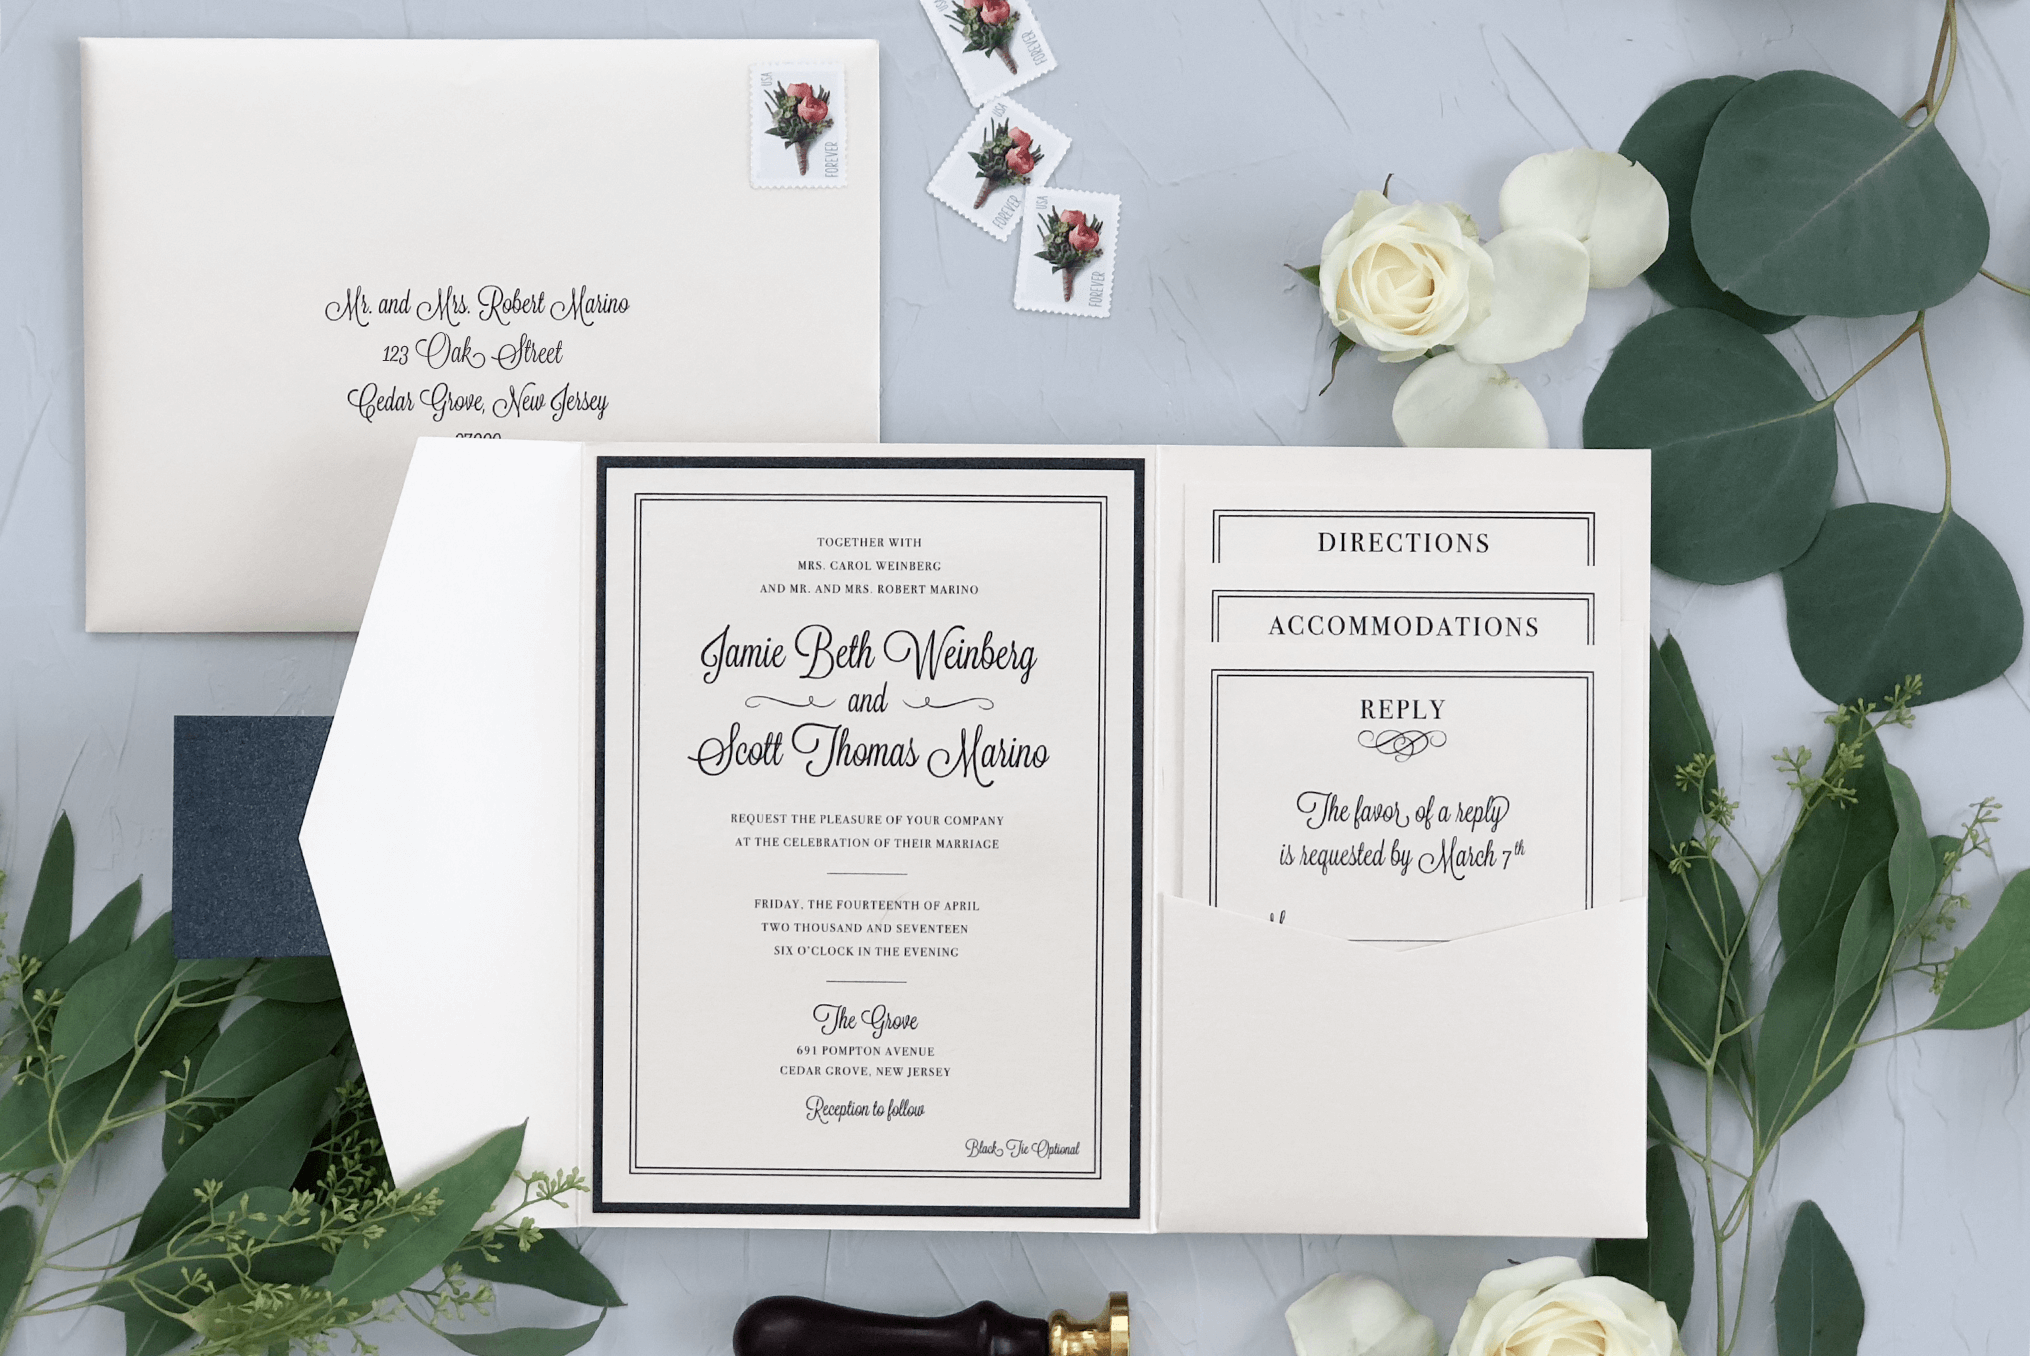 USA
FOREVER
Mr. and Mrs. Robert Marino
123 Oak Street
Cedar Grove, New Jersey
USA
FOREVER
USA
FOREVER
USA
FOREVER
TOGETHER WITH
MRS. CAROL WEINBERG
AND MR. AND MRS. ROBERT MARINO
Jamie Beth Weinberg
and
Scott Thomas Marino
REQUEST THE PLEASURE OF YOUR COMPANY
AT THE CELEBRATION OF THEIR MARRIAGE
FRIDAY, THE FOURTEENTH OF APRIL
TWO THOUSAND AND SEVENTEEN
SIX O'CLOCK IN THE EVENING
The Grove
691 POMPTON AVENUE
CEDAR GROVE, NEW JERSEY
Reception to follow
Black Tie Optional
DIRECTIONS
ACCOMMODATIONS
REPLY
The favor of a reply
is requested by March 7th